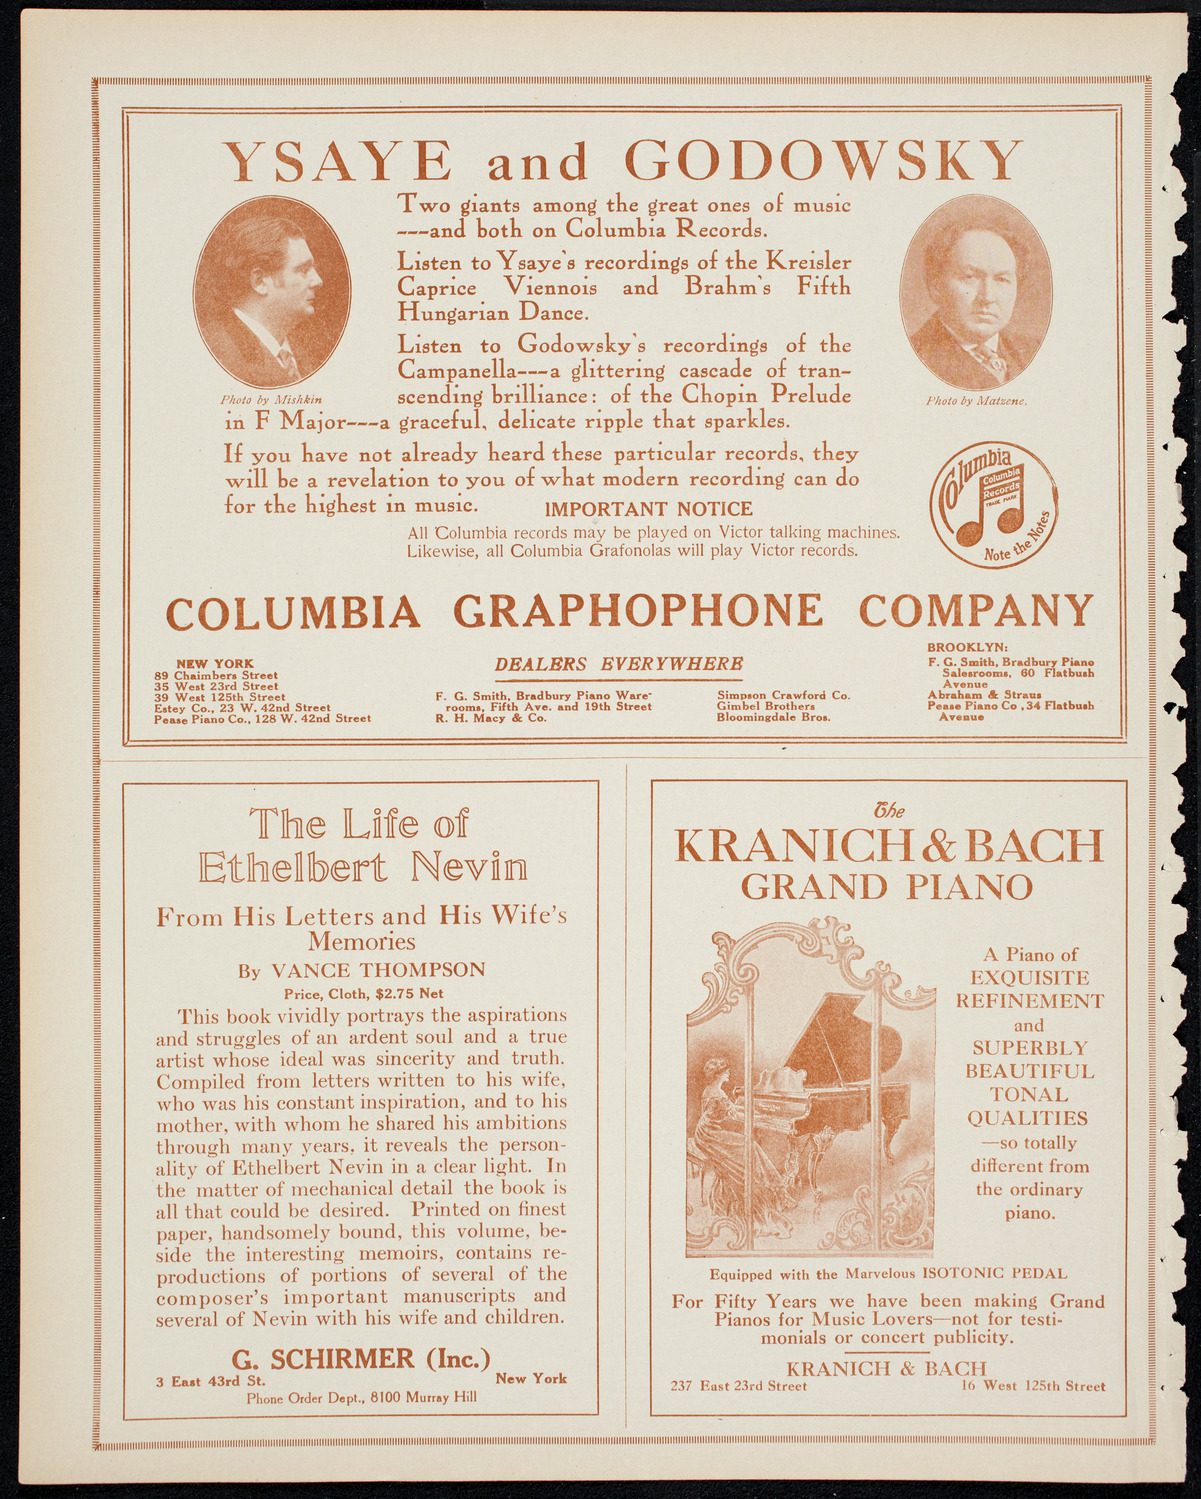 YSAYE and GODOWSKY
Two giants among the great ones of music
---and both on Columbia Records.
Listen to Ysaye's recordings of the Kreisler
Caprice Viennois and Brahm's Fifth
Hungarian Dance.
Listen to Godowsky's recordings of the
Campanella---a glittering cascade of tran-
scending brilliance: of the Chopin Prelude
in F Major---a graceful, delicate ripple that sparkles.
Photo by Mishkin
Photo by Matzene.
If you have not already heard these particular records, they
will be a revelation to you of what modern recording can do
for the highest in music.
IMPORTANT NOTICE
All Columbia records may be played on Victor talking machines.
Likewise, all Columbia Grafonolas will play Victor records.
Columbia
Columbia
Records
TRADE MARK
Note the Notes
COLUMBIA GRAPHOPHONE COMPANY
DEALERS EVERYWHERE
NEW YORK
89 Chaimbers Street
35 West 23rd Street
39 West 125th Street
Estey Co., 23 W. 42nd Street
Pease Piano Co., 128 W. 42nd Street
F. G. Smith, Bradbury Piano Ware-
rooms, Fifth Ave. and 19th Street
R. H. Macy & Co.
Simpson Crawford Co.
Gimbel Brothers
Bloomingdale Bros.
BROOKLYN:
F. G. Smith, Bradbury Piano
Salesrooms, 60 Flatbush
Avenue
Abraham & Straus
Pease Piano Co., 34 Flatbush
Avenue
The Life of
Ethelbert Nevin
From His Letters and His Wife's
Memories
By VANCE THOMPSON
Price, Cloth, $2.75 Net
This book vividly portrays the aspirations
and struggles of an ardent soul and a true
artist whose ideal was sincerity and truth.
Compiled from letters written to his wife,
who was his constant inspiration, and to his
mother, with whom he shared his ambitions
through many years, it reveals the person-
ality of Ethelbert Nevin in a clear light. In
the matter of mechanical detail the book is
all that could be desired. Printed on finest
paper, handsomely bound, this volume, be-
side the interesting memoirs, contains re-
productions of portions of several of the
composer's important manuscripts and
several of Nevin with his wife and children.
G. SCHIRMER (Inc.)
3 East 43rd St. New York
Phone Order Dept., 8100 Murray Hill
The
KRANICH & BACH
GRAND PIANO
A Piano of
EXQUISITE
REFINEMENT
and
SUPERBLY
BEAUTIFUL
TONAL
QUALITIES
—so totally
different from
the ordinary
piano.
Equipped with the Marvelous ISOTONIC PEDAL
For Fifty Years we have been making Grand
Pianos for Music Lovers—not for testi-
monials or concert publicity.
KRANICH & BACH
237 East 23rd Street 16 West 125th Street